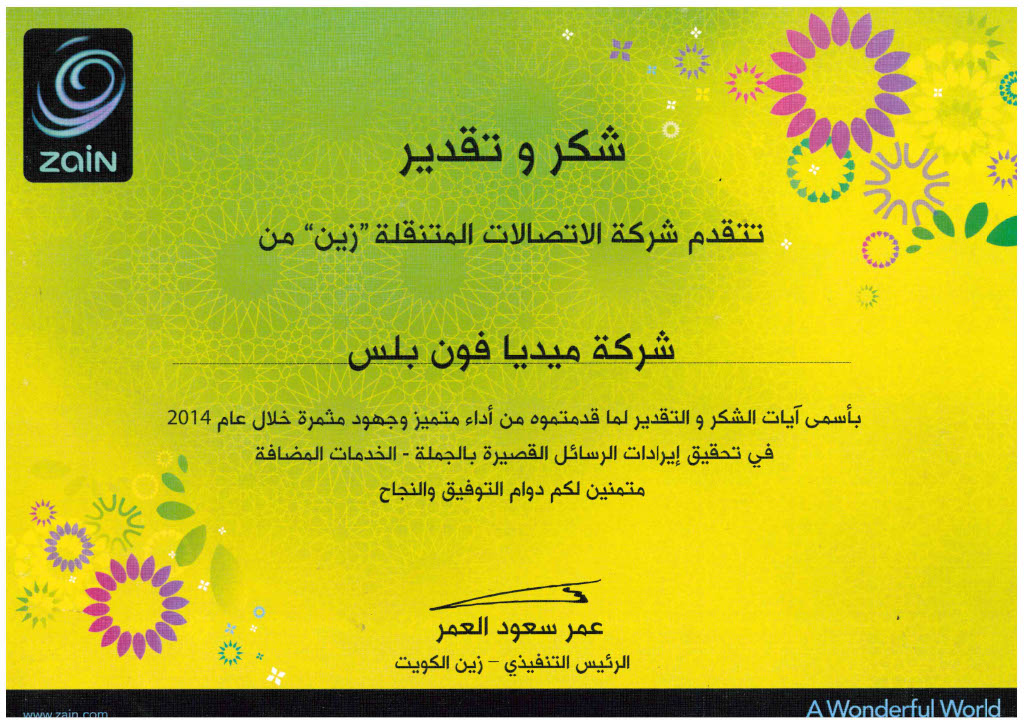 zain
شكر و تقدير
تتقدم شركة الاتصالات المتنقلة ”زين“ من
شركة ميديا فون بلس
بأسمى آيات الشكر و التقدير لما قدمتموه من أداء متميز وجهود مثمرة خلال عام 2014
في تحقيق إيرادات الرسائل القصيرة بالجملة - الخدمات المضافة
متمنين لكم دوام التوفيق والنجاح
عمر سعود العمر
الرئيس التنفيذي – زين الكويت
www.zain.com
A Wonderful World